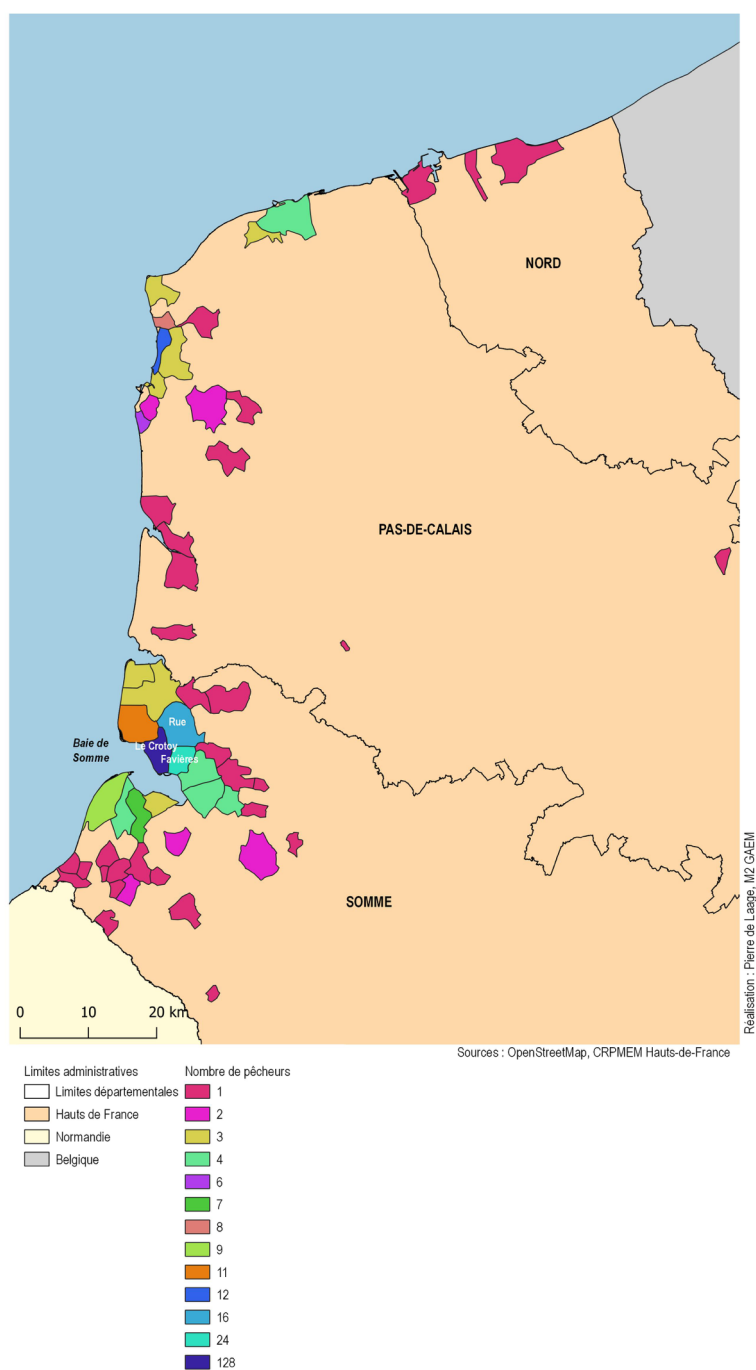 NORD
PAS-DE-CALAIS
Rue
Baie de
Somme
Le Crotoy
Favières
SOMME
0 10 20 km
Réalisation : Pierre de Laage, M2 GAEM
Sources : OpenStreetMap, CRPMEM Hauts-de-France
Limites administratives
Limites départementales
Hauts de France
Normandie
Belgique
Nombre de pêcheurs
1
2
3
4
6
7
8
9
11
12
16
24
128